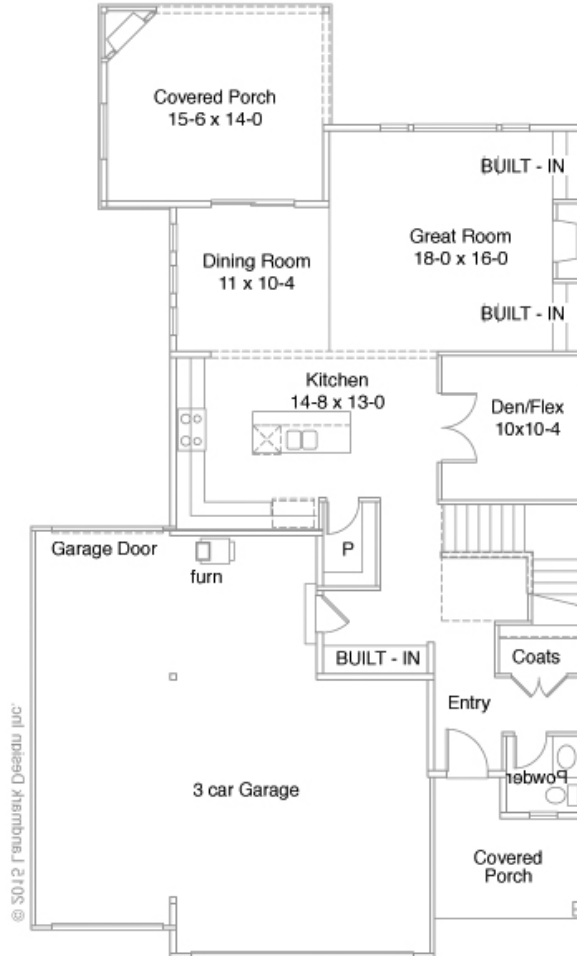 Covered Porch
15-6 x 14-0
BUILT - IN
Great Room
18-0 x 16-0
Dining Room
11 x 10-4
BUILT - IN
Kitchen
14-8 x 13-0
Den/Flex
10x10-4
Garage Door
furn
P
BUILT - IN
Coats
Entry
Powder
3 car Garage
Covered
Porch
© 2015 Landmark Design Inc.